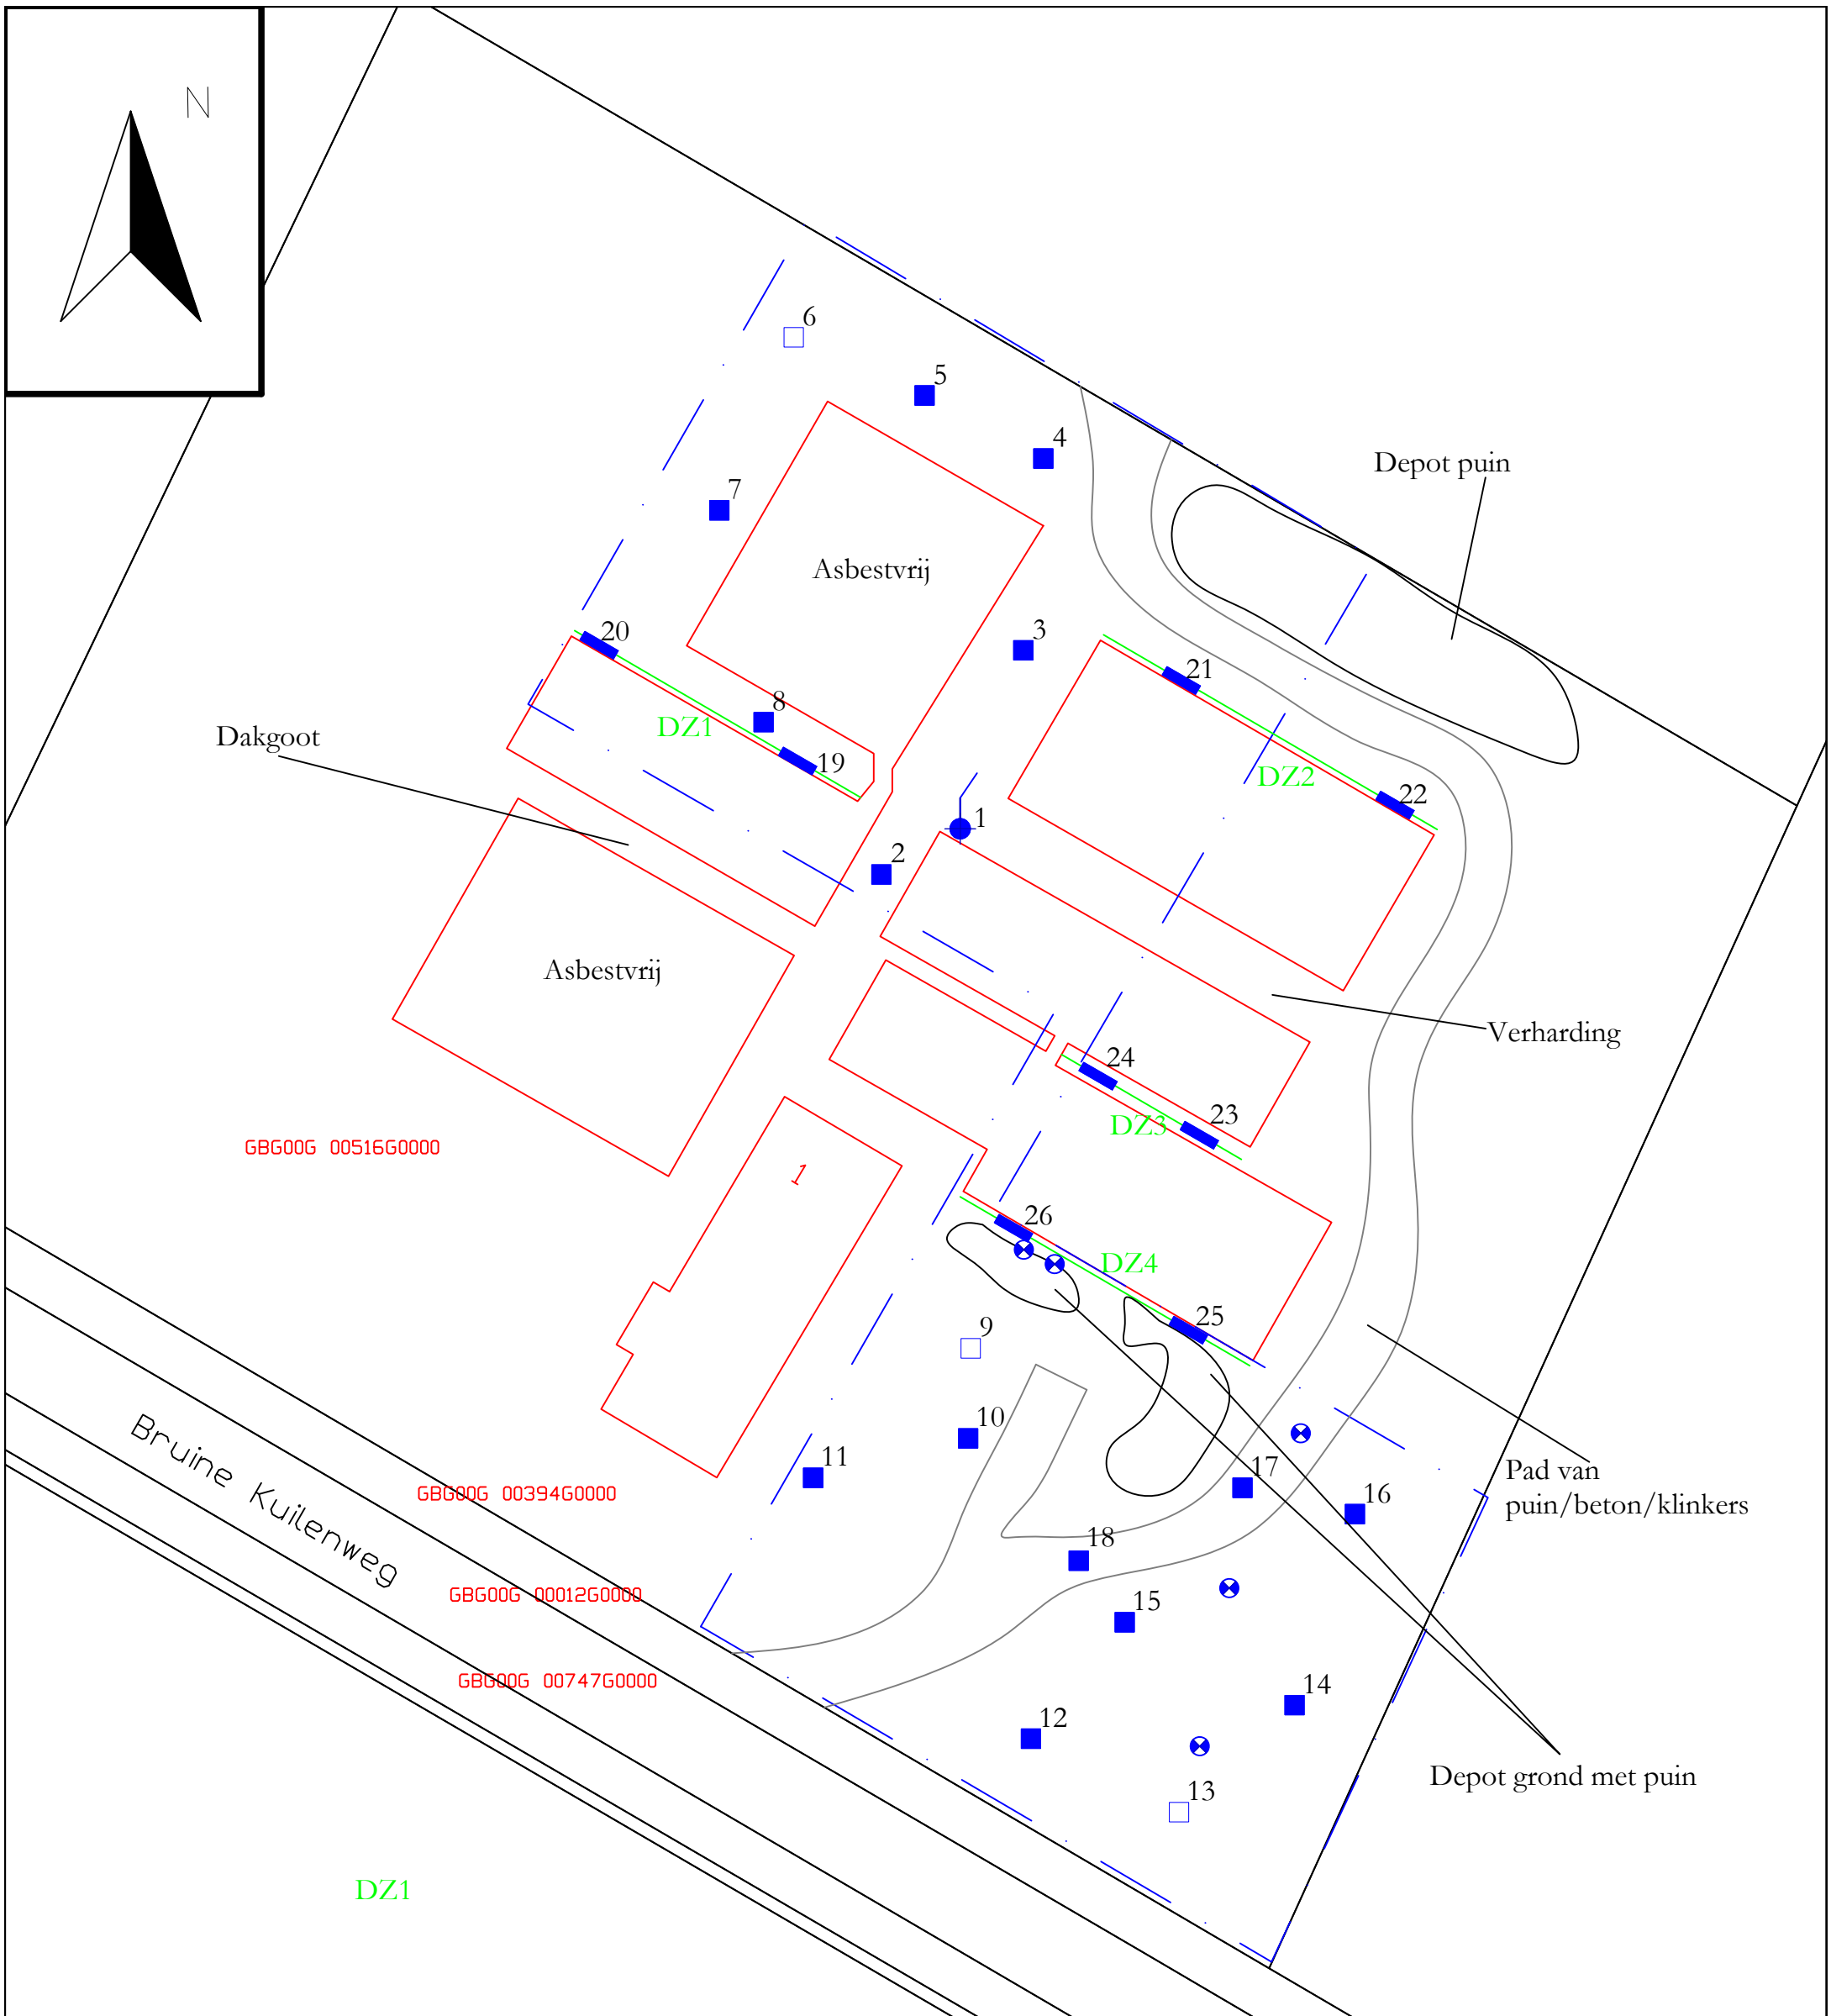 N
6
5
4
Depot puin
7
Asbestvrij
20
3
21
8
DZ1
Dakgoot
19
DZ2
22
1
2
Asbestvrij
Verharding
24
23
DZ3
GBG00G 00516G0000
1
26
DZ4
25
9
10
11
Bruine Kuilenweg
GBG00G 00394G0000
17
16
Pad van
puin/beton/klinkers
18
GBG00G 00012G0000
15
GBG00G 00747G0000
14
12
Depot grond met puin
13
DZ1